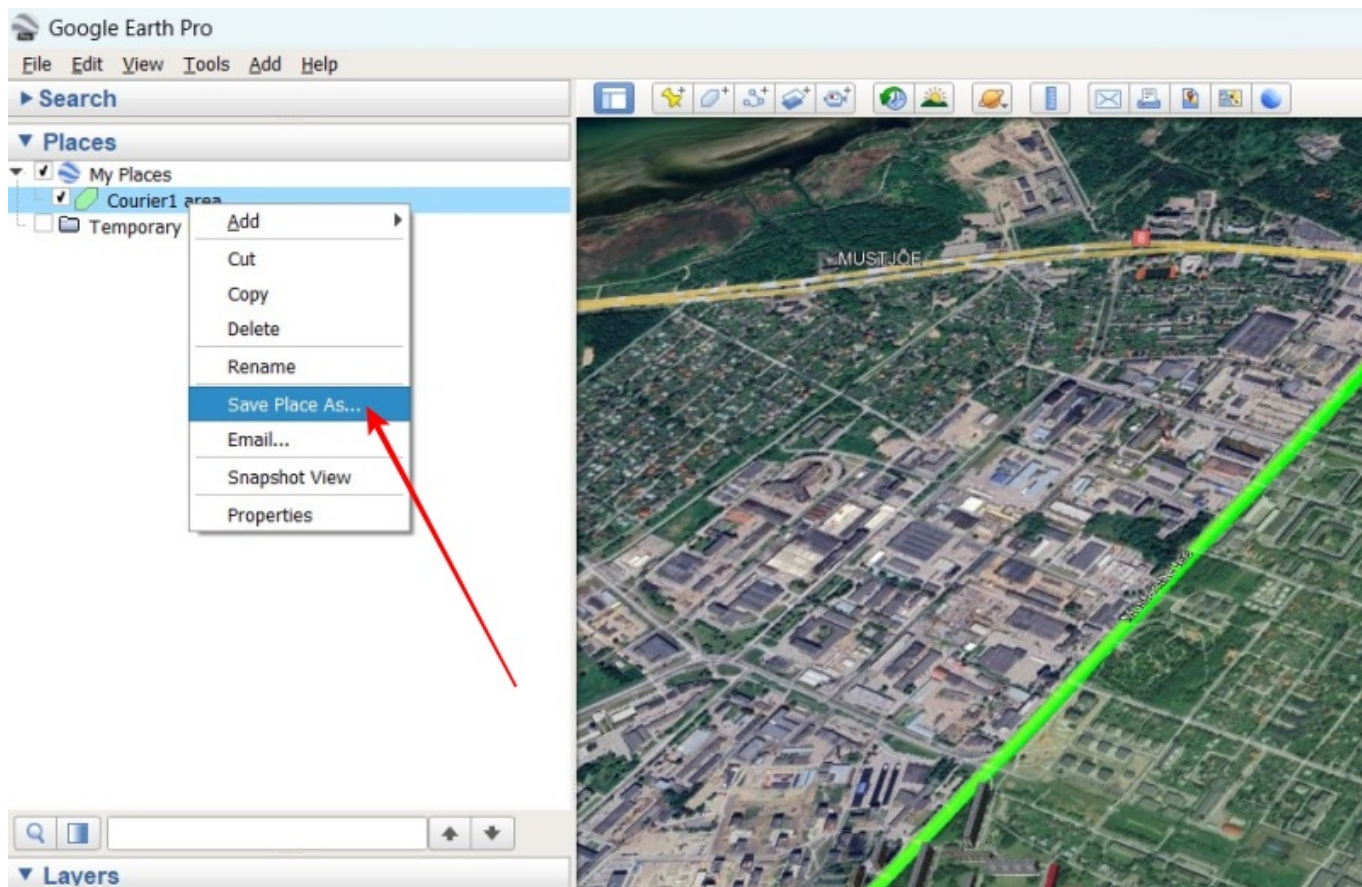 Google Earth Pro
File Edit View Tools Add Help
Search
Places
My Places
Courier1 area
Temporary
Add
Cut
Copy
Delete
Rename
Save Place As...
Email...
Snapshot View
Properties
MUSTJÕE
8
Layers